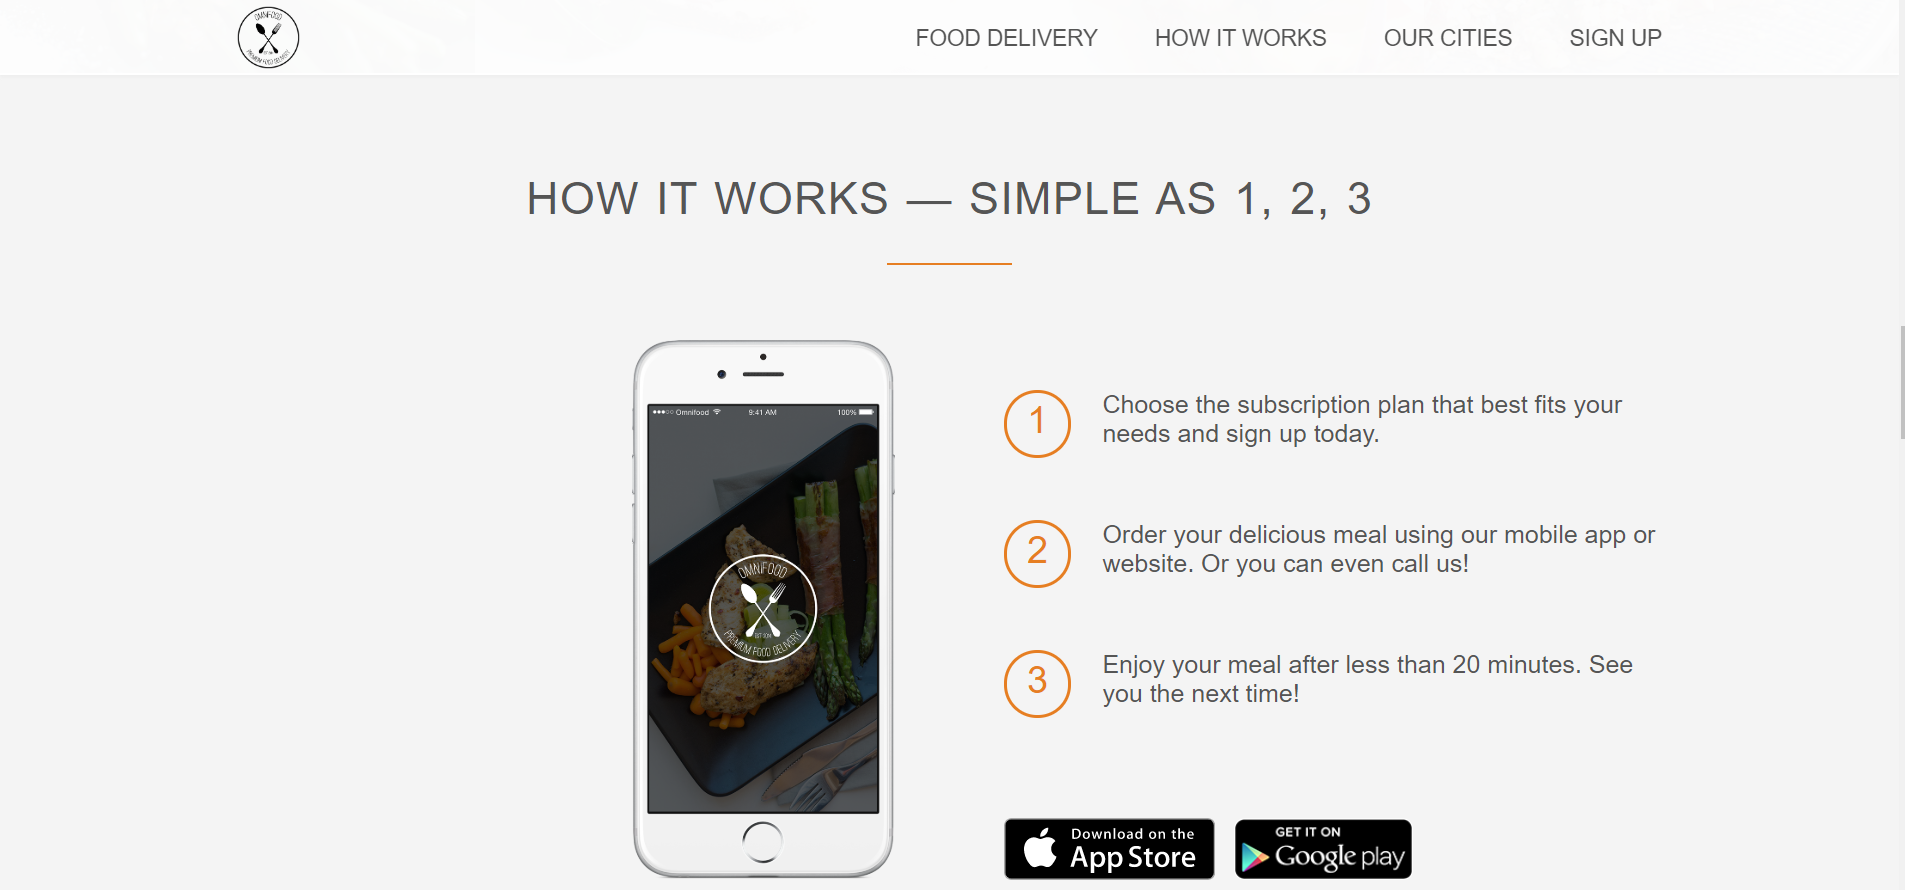 OMNIFOOD
PREMIUM FOOD DELIVERY
FOOD DELIVERY
HOW IT WORKS
OUR CITIES
SIGN UP
HOW IT WORKS — SIMPLE AS 1, 2, 3
Omnifood
9:41 AM
100%
OMNIFOOD
PREMIUM FOOD DELIVERY
1
Choose the subscription plan that best fits your
needs and sign up today.
2
Order your delicious meal using our mobile app or
website. Or you can even call us!
3
Enjoy your meal after less than 20 minutes. See
you the next time!
Download on the
App Store
GET IT ON
Google play